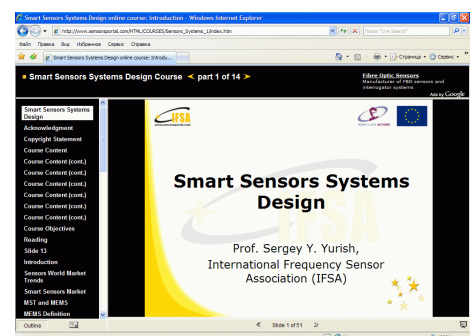 Smart Sensors Systems Design online course: Introduction - Windows Internet Explorer
http://www.sensorsportal.com/HTML/COURSES/Sensors_Systems_1/index.htm
Поиск "Live Search"
Файл Правка Вид Избранное Сервис Справка
Smart Sensors Systems Design online course: Introdu...
Страница Сервис
Smart Sensors Systems Design Course part 1 of 14
Fibre Optic Sensors
Manufacturer of FBG sensors and
interrogator systems
Ads by Google
Smart Sensors Systems
Design
Acknowledgment
Copyright Statement
Course Content
Course Content (cont.)
Course Content (cont.)
Course Content (cont.)
Course Content (cont.)
Course Content (cont.)
Course Objectives
Reading
Slide 13
Introduction
Sensors World Market
Trends
Smart Sensors Market
MST and MEMS
MEMS Definition
IFSA
Smart Sensors Systems
Design
Prof. Sergey Y. Yurish,
International Frequency Sensor
Association (IFSA)
Outline
Slide 1 of 51